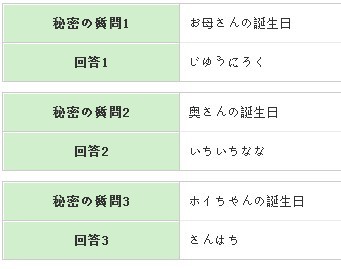 秘密の質問1 お母さんの誕生日
回答1 じゅうにろく
秘密の質問2 奥さんの誕生日
回答2 いちいちなな
秘密の質問3 ホイちゃんの誕生日
回答3 さんはち